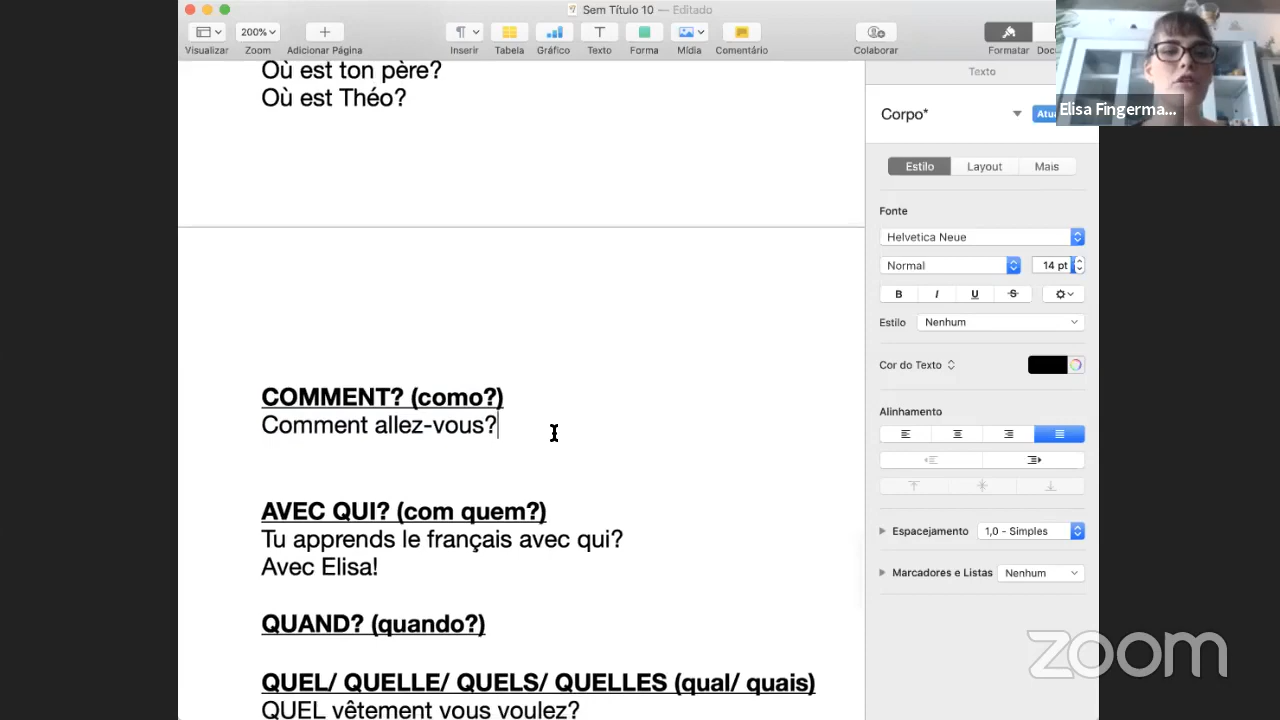 Sem Título 10 — Editado
200%
Visualizar Zoom Adicionar Página Inserir Tabela Gráfico Texto Forma Mídia Comentário Colaborar Formatar
Où est ton père?
Où est Théo?
COMMENT? (como?)
Comment allez-vous?
AVEC QUI? (com quem?)
Tu apprends le français avec qui?
Avec Elisa!
QUAND? (quando?)
QUEL/ QUELLE/ QUELS/ QUELLES (qual/ quais)
QUEL vêtement vous voulez?
Texto
Corpo*
Estilo Layout Mais
Fonte
Helvetica Neue
Normal 14 pt
B I U S
Estilo Nenhum
Cor do Texto
Alinhamento
Espacejamento 1,0 - Simples
Marcadores e Listas Nenhum
Elisa Fingerma...
zoom